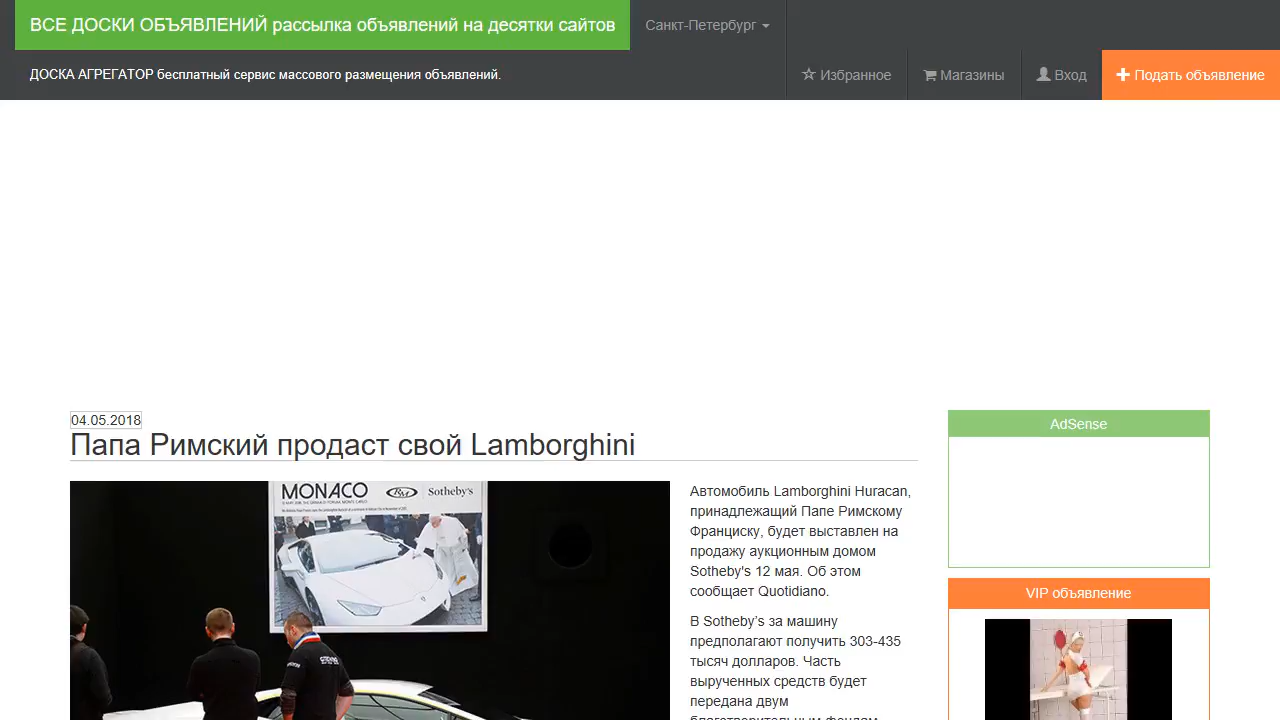 ВСЕ ДОСКИ ОБЪЯВЛЕНИЙ рассылка объявлений на десятки сайтов
Санкт-Петербург
ДОСКА АГРЕГАТОР бесплатный сервис массового размещения объявлений.
Избранное
Магазины
Вход
Подать объявление
04.05.2018
Папа Римский продаст свой Lamborghini
MONACO
RM
Sotheby's
Автомобиль Lamborghini Huracan,
принадлежащий Папе Римскому
Франциску, будет выставлен на
продажу аукционным домом
Sotheby's 12 мая. Об этом
сообщает Quotidiano.
В Sotheby’s за машину
предполагают получить 303-435
тысяч долларов. Часть
вырученных средств будет
передана двум
благотворительным фондам
AdSense
VIP объявление